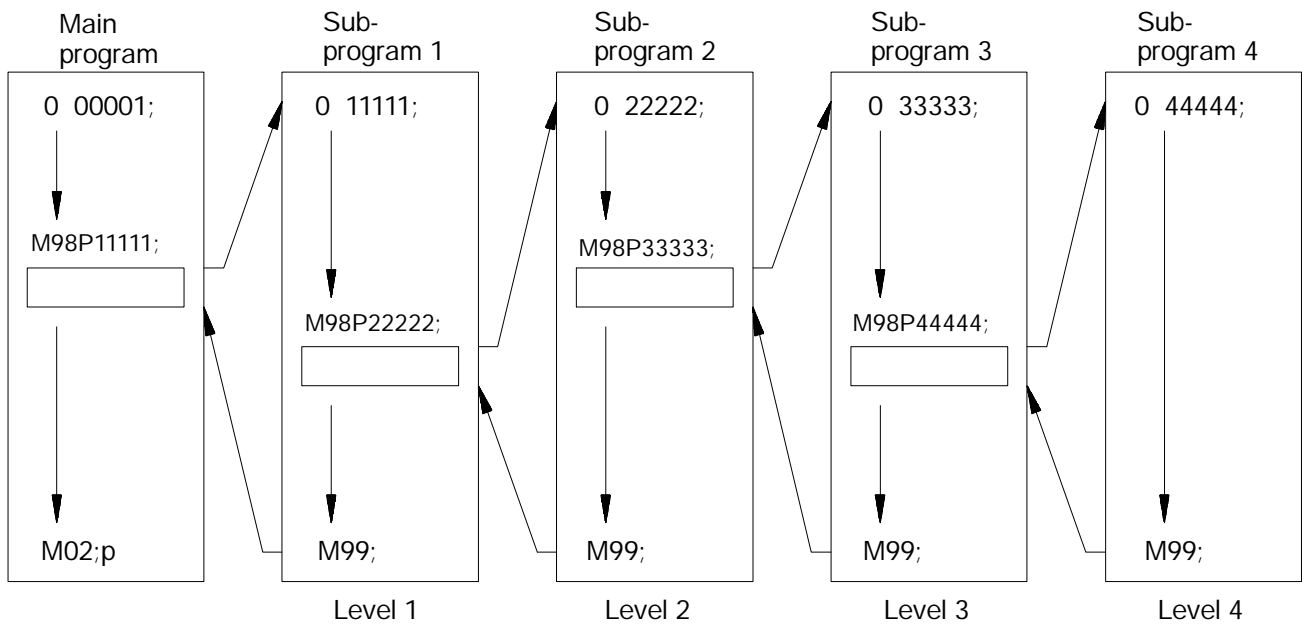 Main
program
0 00001;
M98P11111;
M02;p
Sub-
program 1
0 11111;
M98P22222;
M99;
Level 1
Sub-
program 2
0 22222;
M98P33333;
M99;
Level 2
Sub-
program 3
0 33333;
M98P44444;
M99;
Level 3
Sub-
program 4
0 44444;
M99;
Level 4